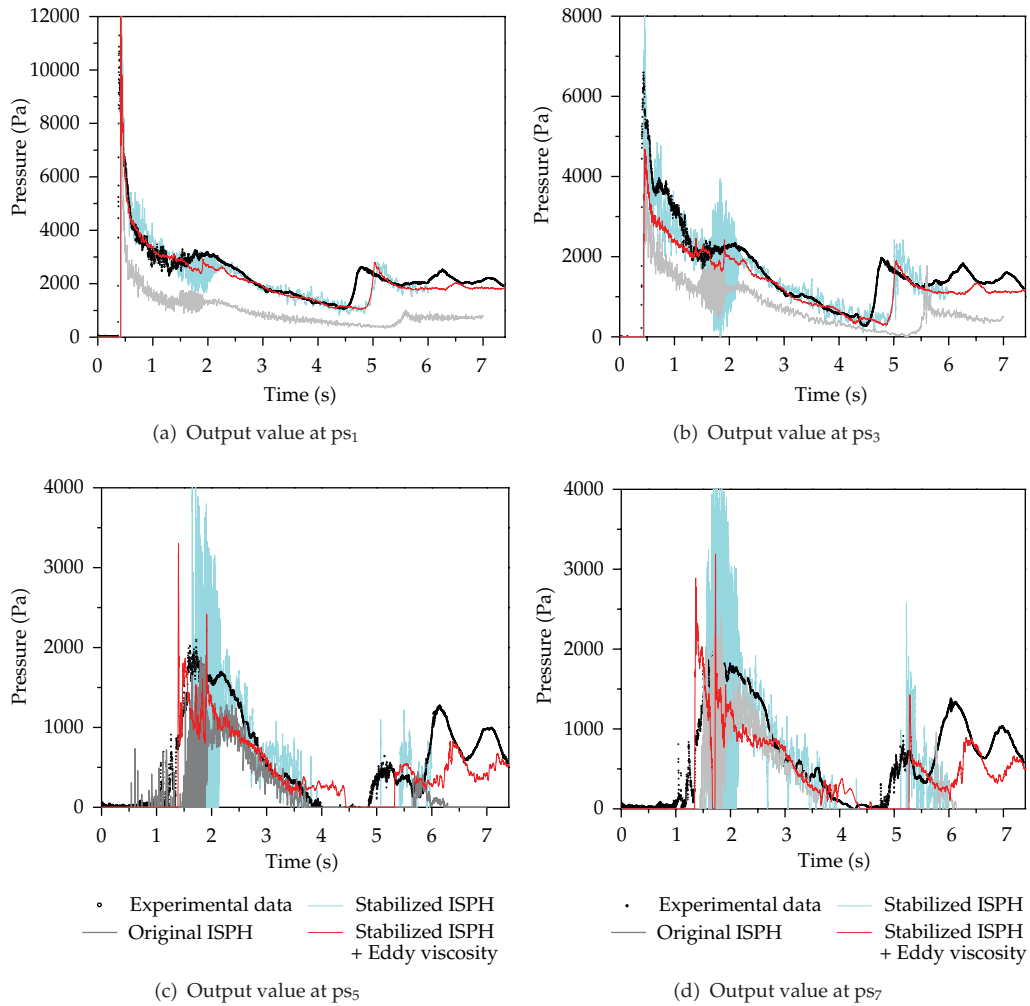 12000
10000
8000
6000
4000
2000
0
Pressure (Pa)
0 1 2 3 4 5 6 7
Time (s)
(a) Output value at ps1
8000
6000
4000
2000
0
Pressure (Pa)
0 1 2 3 4 5 6 7
Time (s)
(b) Output value at ps3
4000
3000
2000
1000
0
Pressure (Pa)
0 1 2 3 4 5 6 7
Time (s)
Experimental data
Original ISPH
Stabilized ISPH
Stabilized ISPH
+ Eddy viscosity
(c) Output value at ps5
4000
3000
2000
1000
0
Pressure (Pa)
0 1 2 3 4 5 6 7
Time (s)
Experimental data
Original ISPH
Stabilized ISPH
Stabilized ISPH
+ Eddy viscosity
(d) Output value at ps7